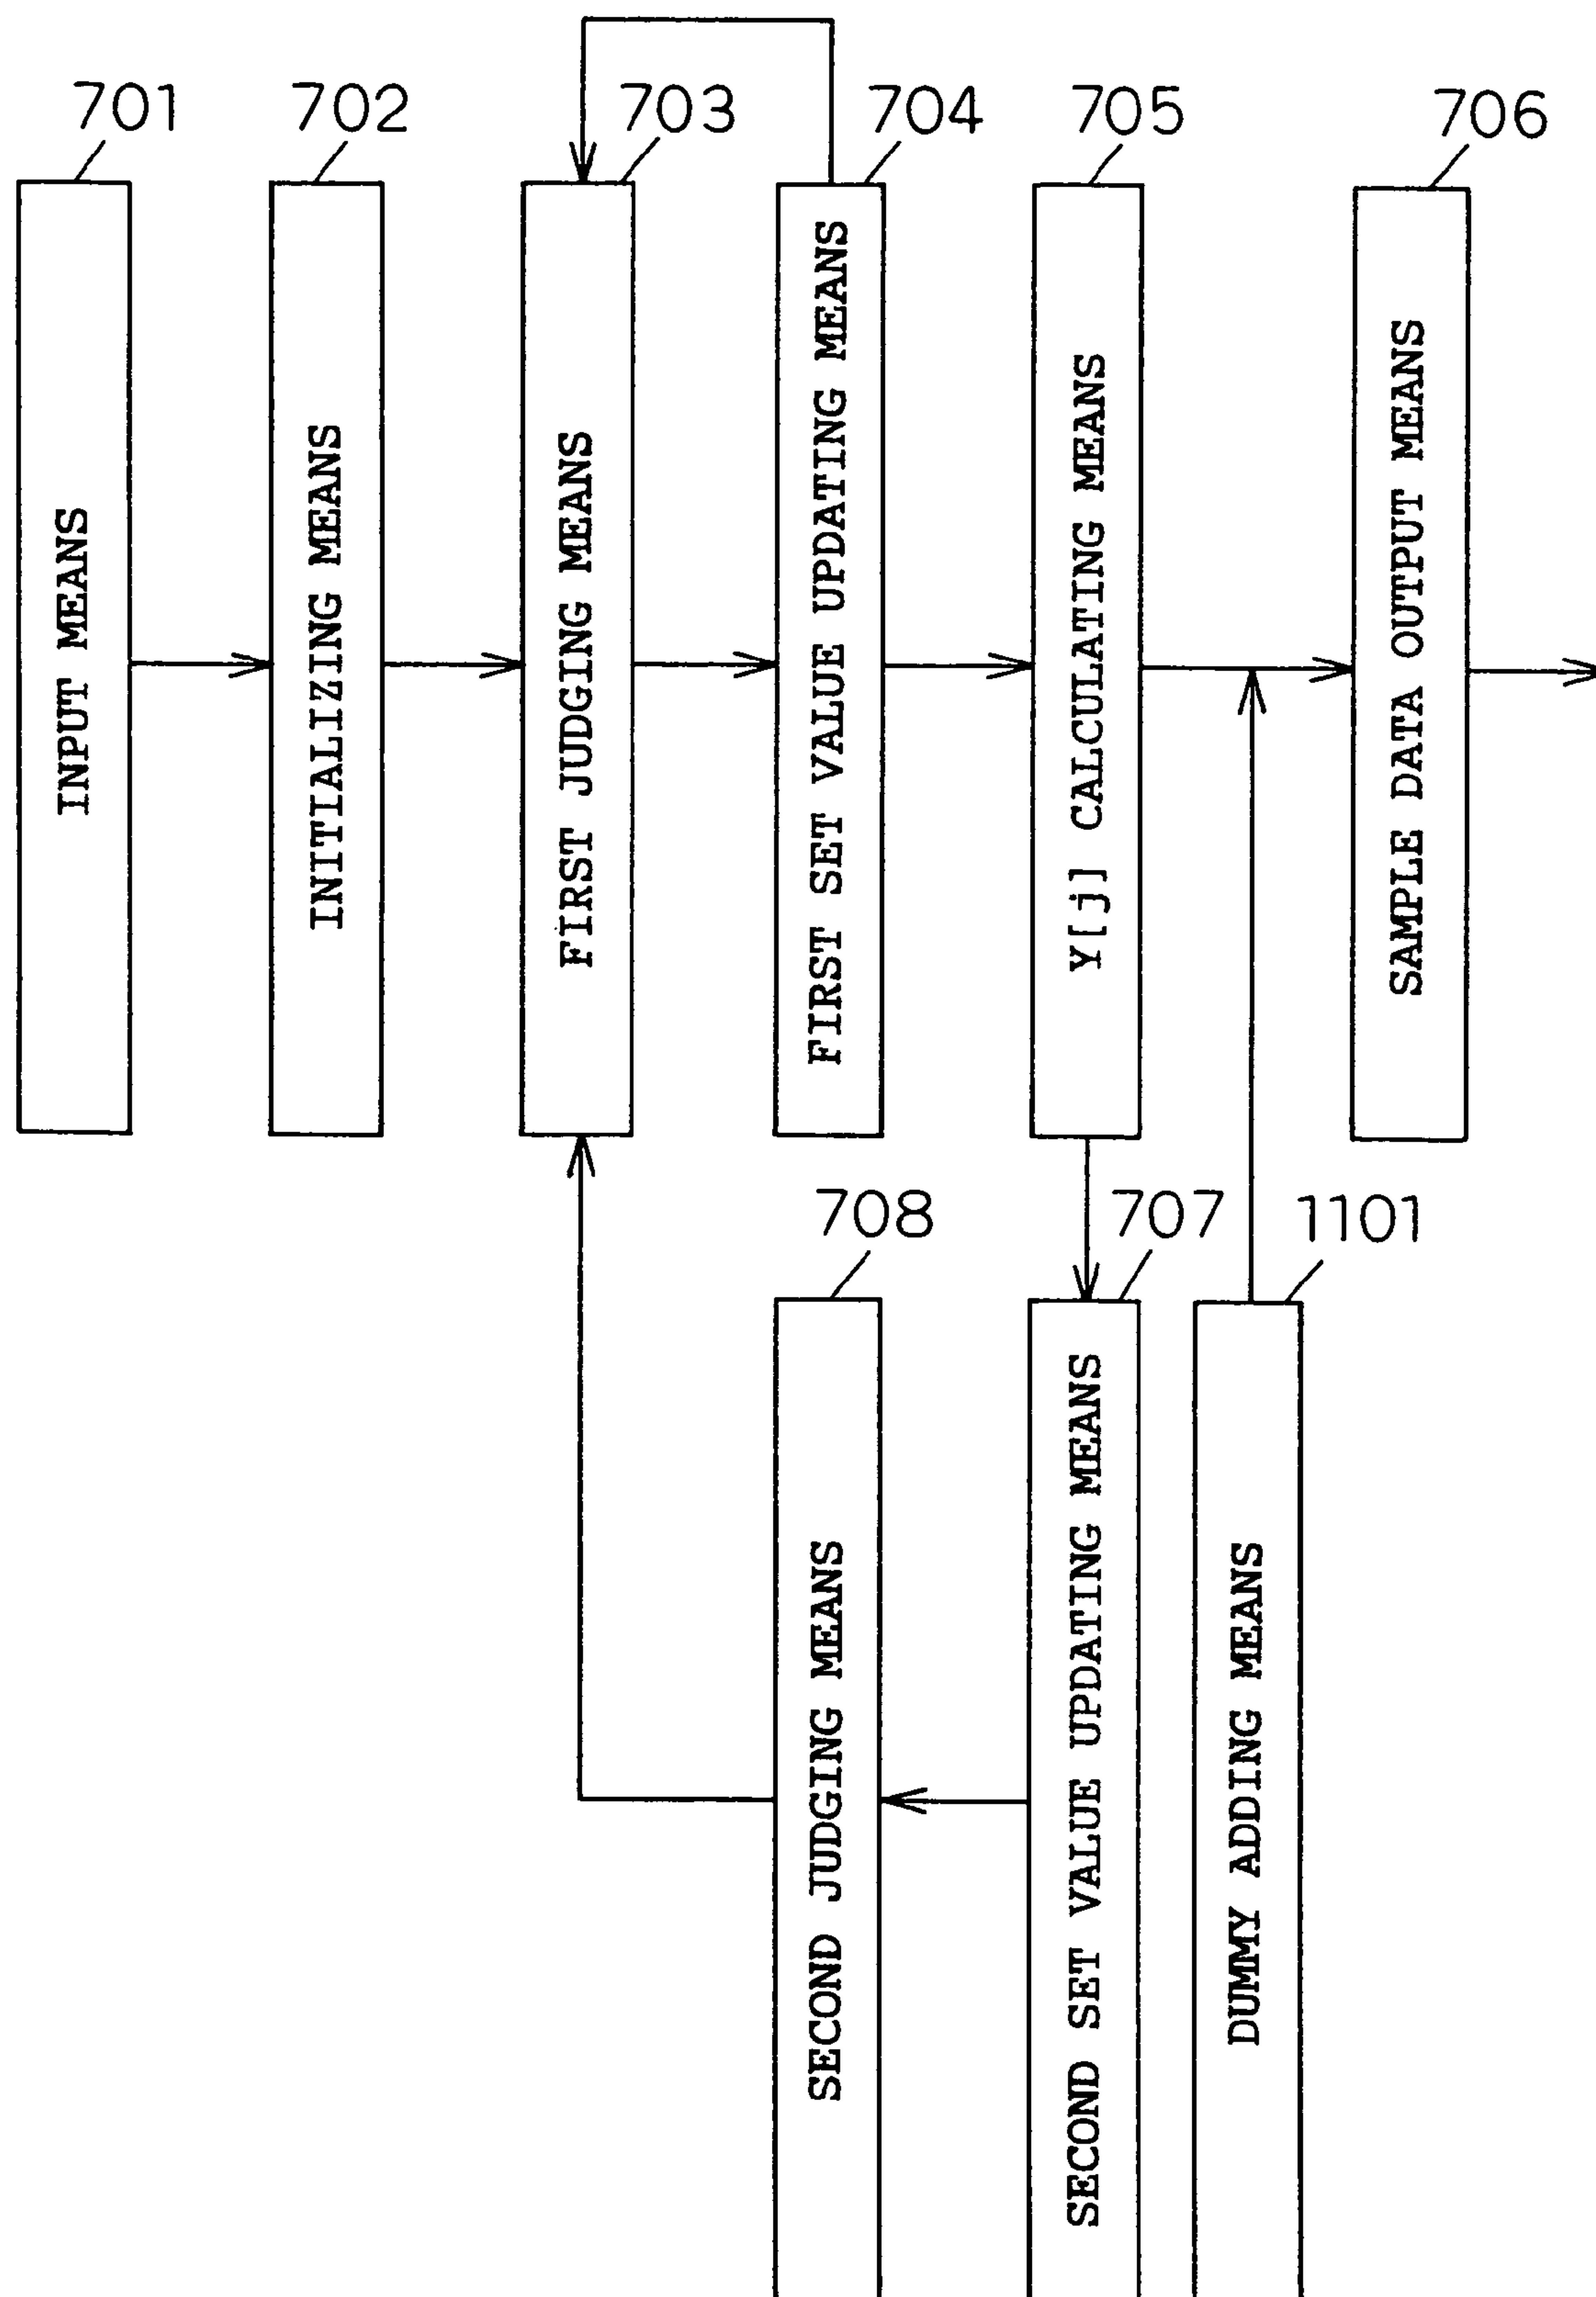 701
INPUT MEANS
702
INITIALIZING MEANS
703
FIRST JUDGING MEANS
704
FIRST SET VALUE UPDATING MEANS
705
Y[j] CALCULATING MEANS
706
SAMPLE DATA OUTPUT MEANS
708
SECOND JUDGING MEANS
707
SECOND SET VALUE UPDATING MEANS
1101
DUMMY ADDING MEANS